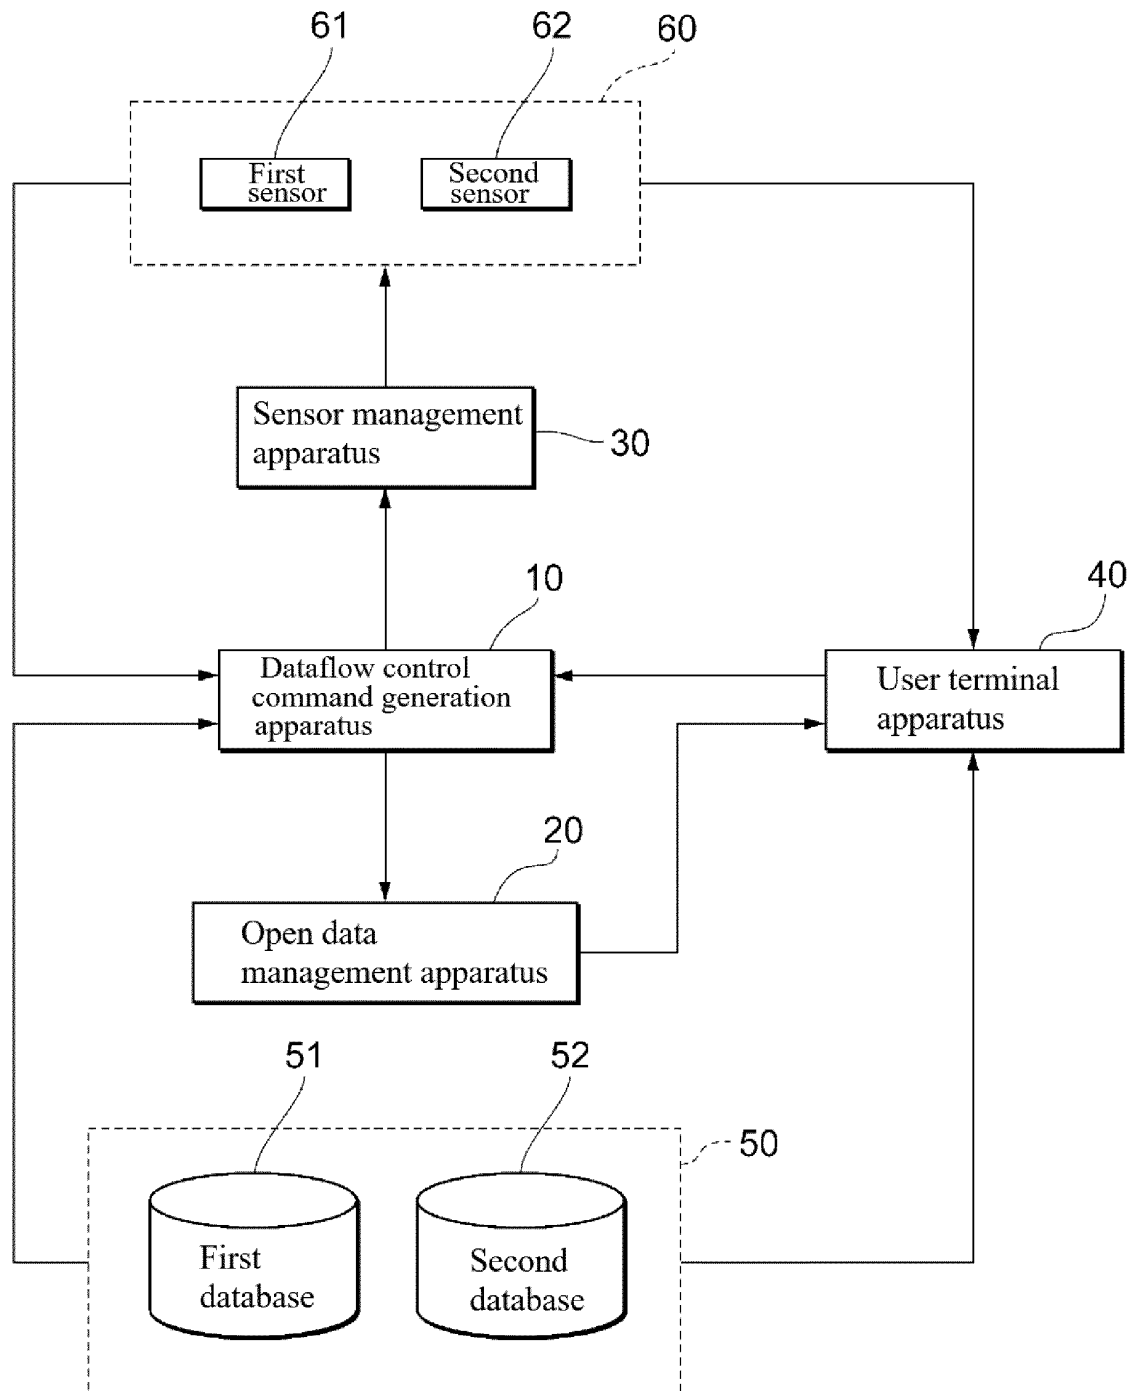 61
62
60
First
sensor
Second
sensor
Sensor management
apparatus
30
10
40
Dataflow control
command generation
apparatus
User terminal
apparatus
20
Open data
management apparatus
51
52
50
First
database
Second
database